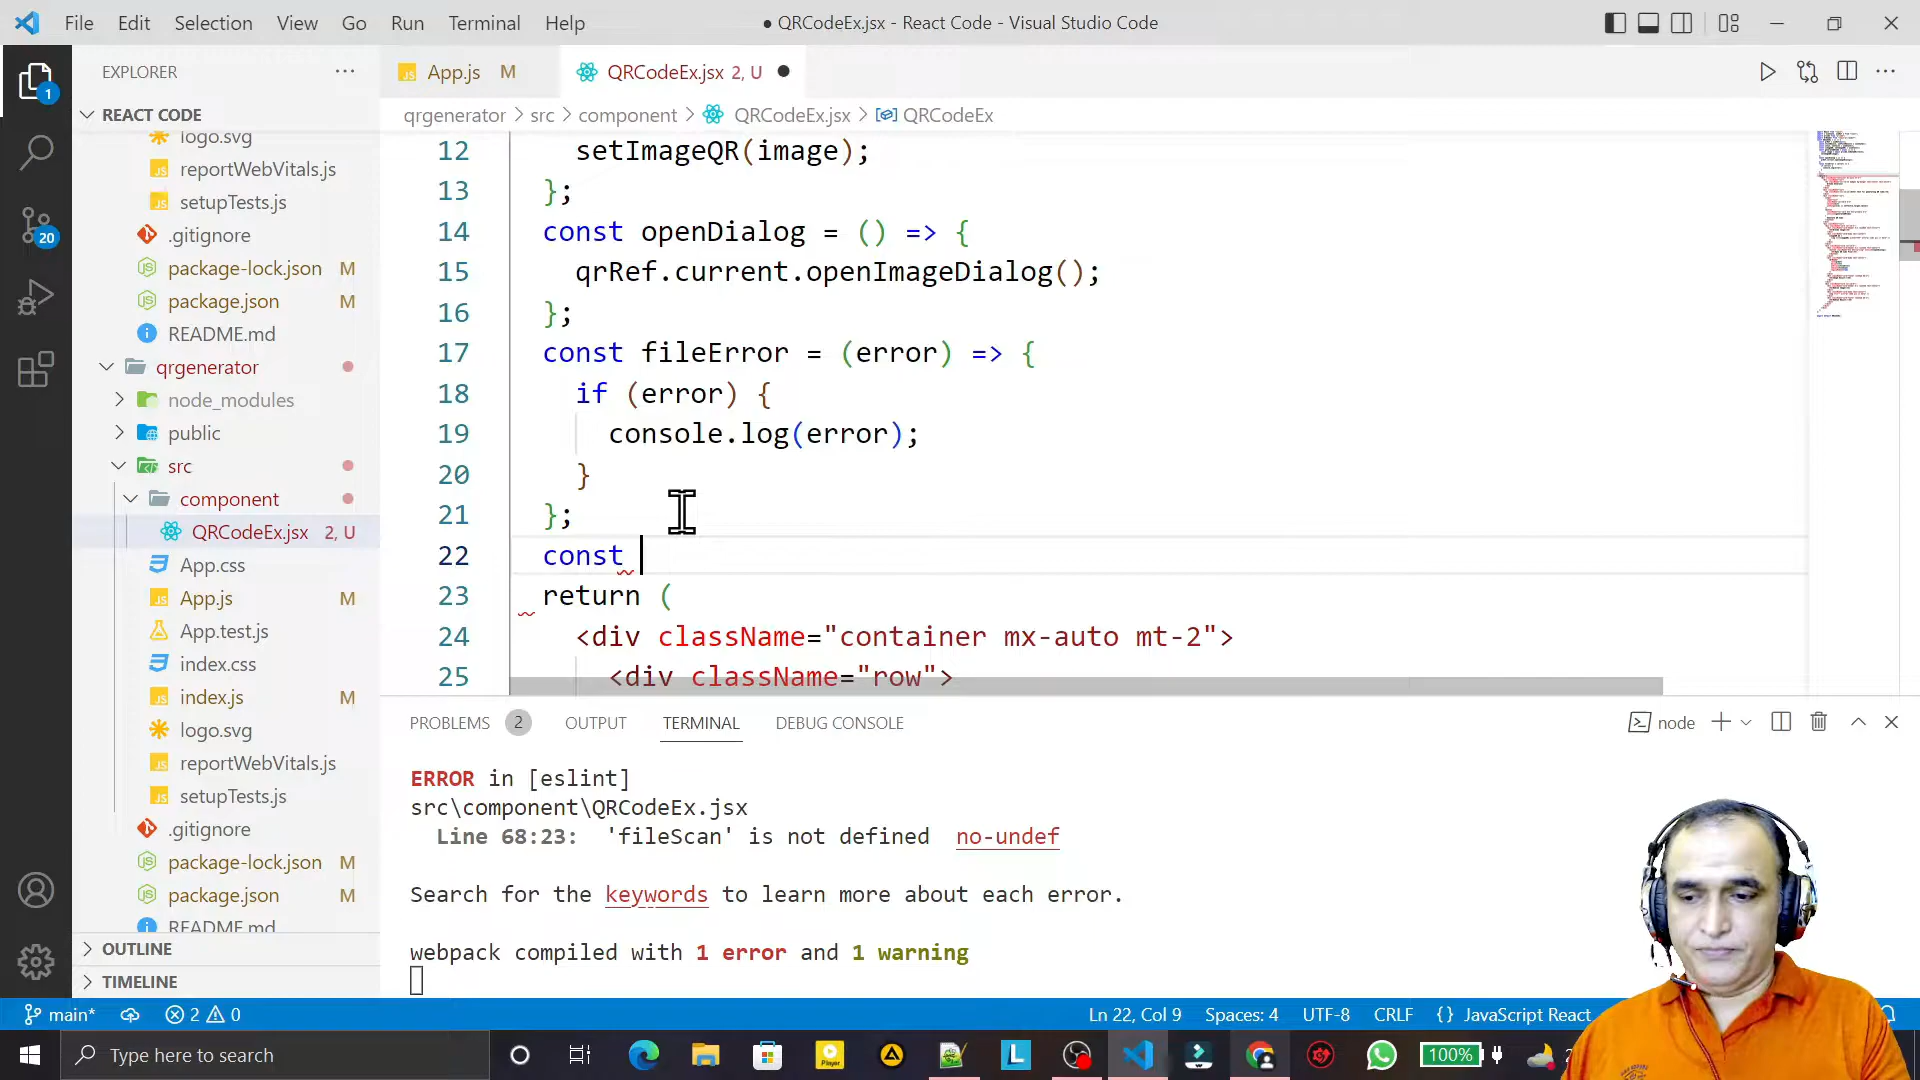 File Edit Selection View Go Run Terminal Help
● QRCodeEx.jsx - React Code - Visual Studio Code
EXPLORER
App.js M
QRCodeEx.jsx 2, U
REACT CODE
qrgenerator > src > component > QRCodeEx.jsx > QRCodeEx
1
20
logo.svg
reportWebVitals.js
setupTests.js
.gitignore
package-lock.json M
package.json M
README.md
qrgenerator
node_modules
public
src
component
QRCodeEx.jsx 2, U
App.css
App.js M
App.test.js
index.css
index.js M
logo.svg
reportWebVitals.js
setupTests.js
.gitignore
package-lock.json M
package.json M
README.md
OUTLINE
TIMELINE
12 setImageQR(image);
13 };
14 const openDialog = () => {
15 qrRef.current.openImageDialog();
16 };
17 const fileError = (error) => {
18 if (error) {
19 console.log(error);
20 }
21 };
22 const
23 return (
24 <div className="container mx-auto mt-2">
25 <div className="row">
PROBLEMS 2 OUTPUT TERMINAL DEBUG CONSOLE
node
ERROR in [eslint]
src\component\QRCodeEx.jsx
Line 68:23: 'fileScan' is not defined no-undef
Search for the keywords to learn more about each error.
webpack compiled with 1 error and 1 warning
main* 2 0
Ln 22, Col 9 Spaces: 4 UTF-8 CRLF {} JavaScript React
Type here to search
Player
L
100%